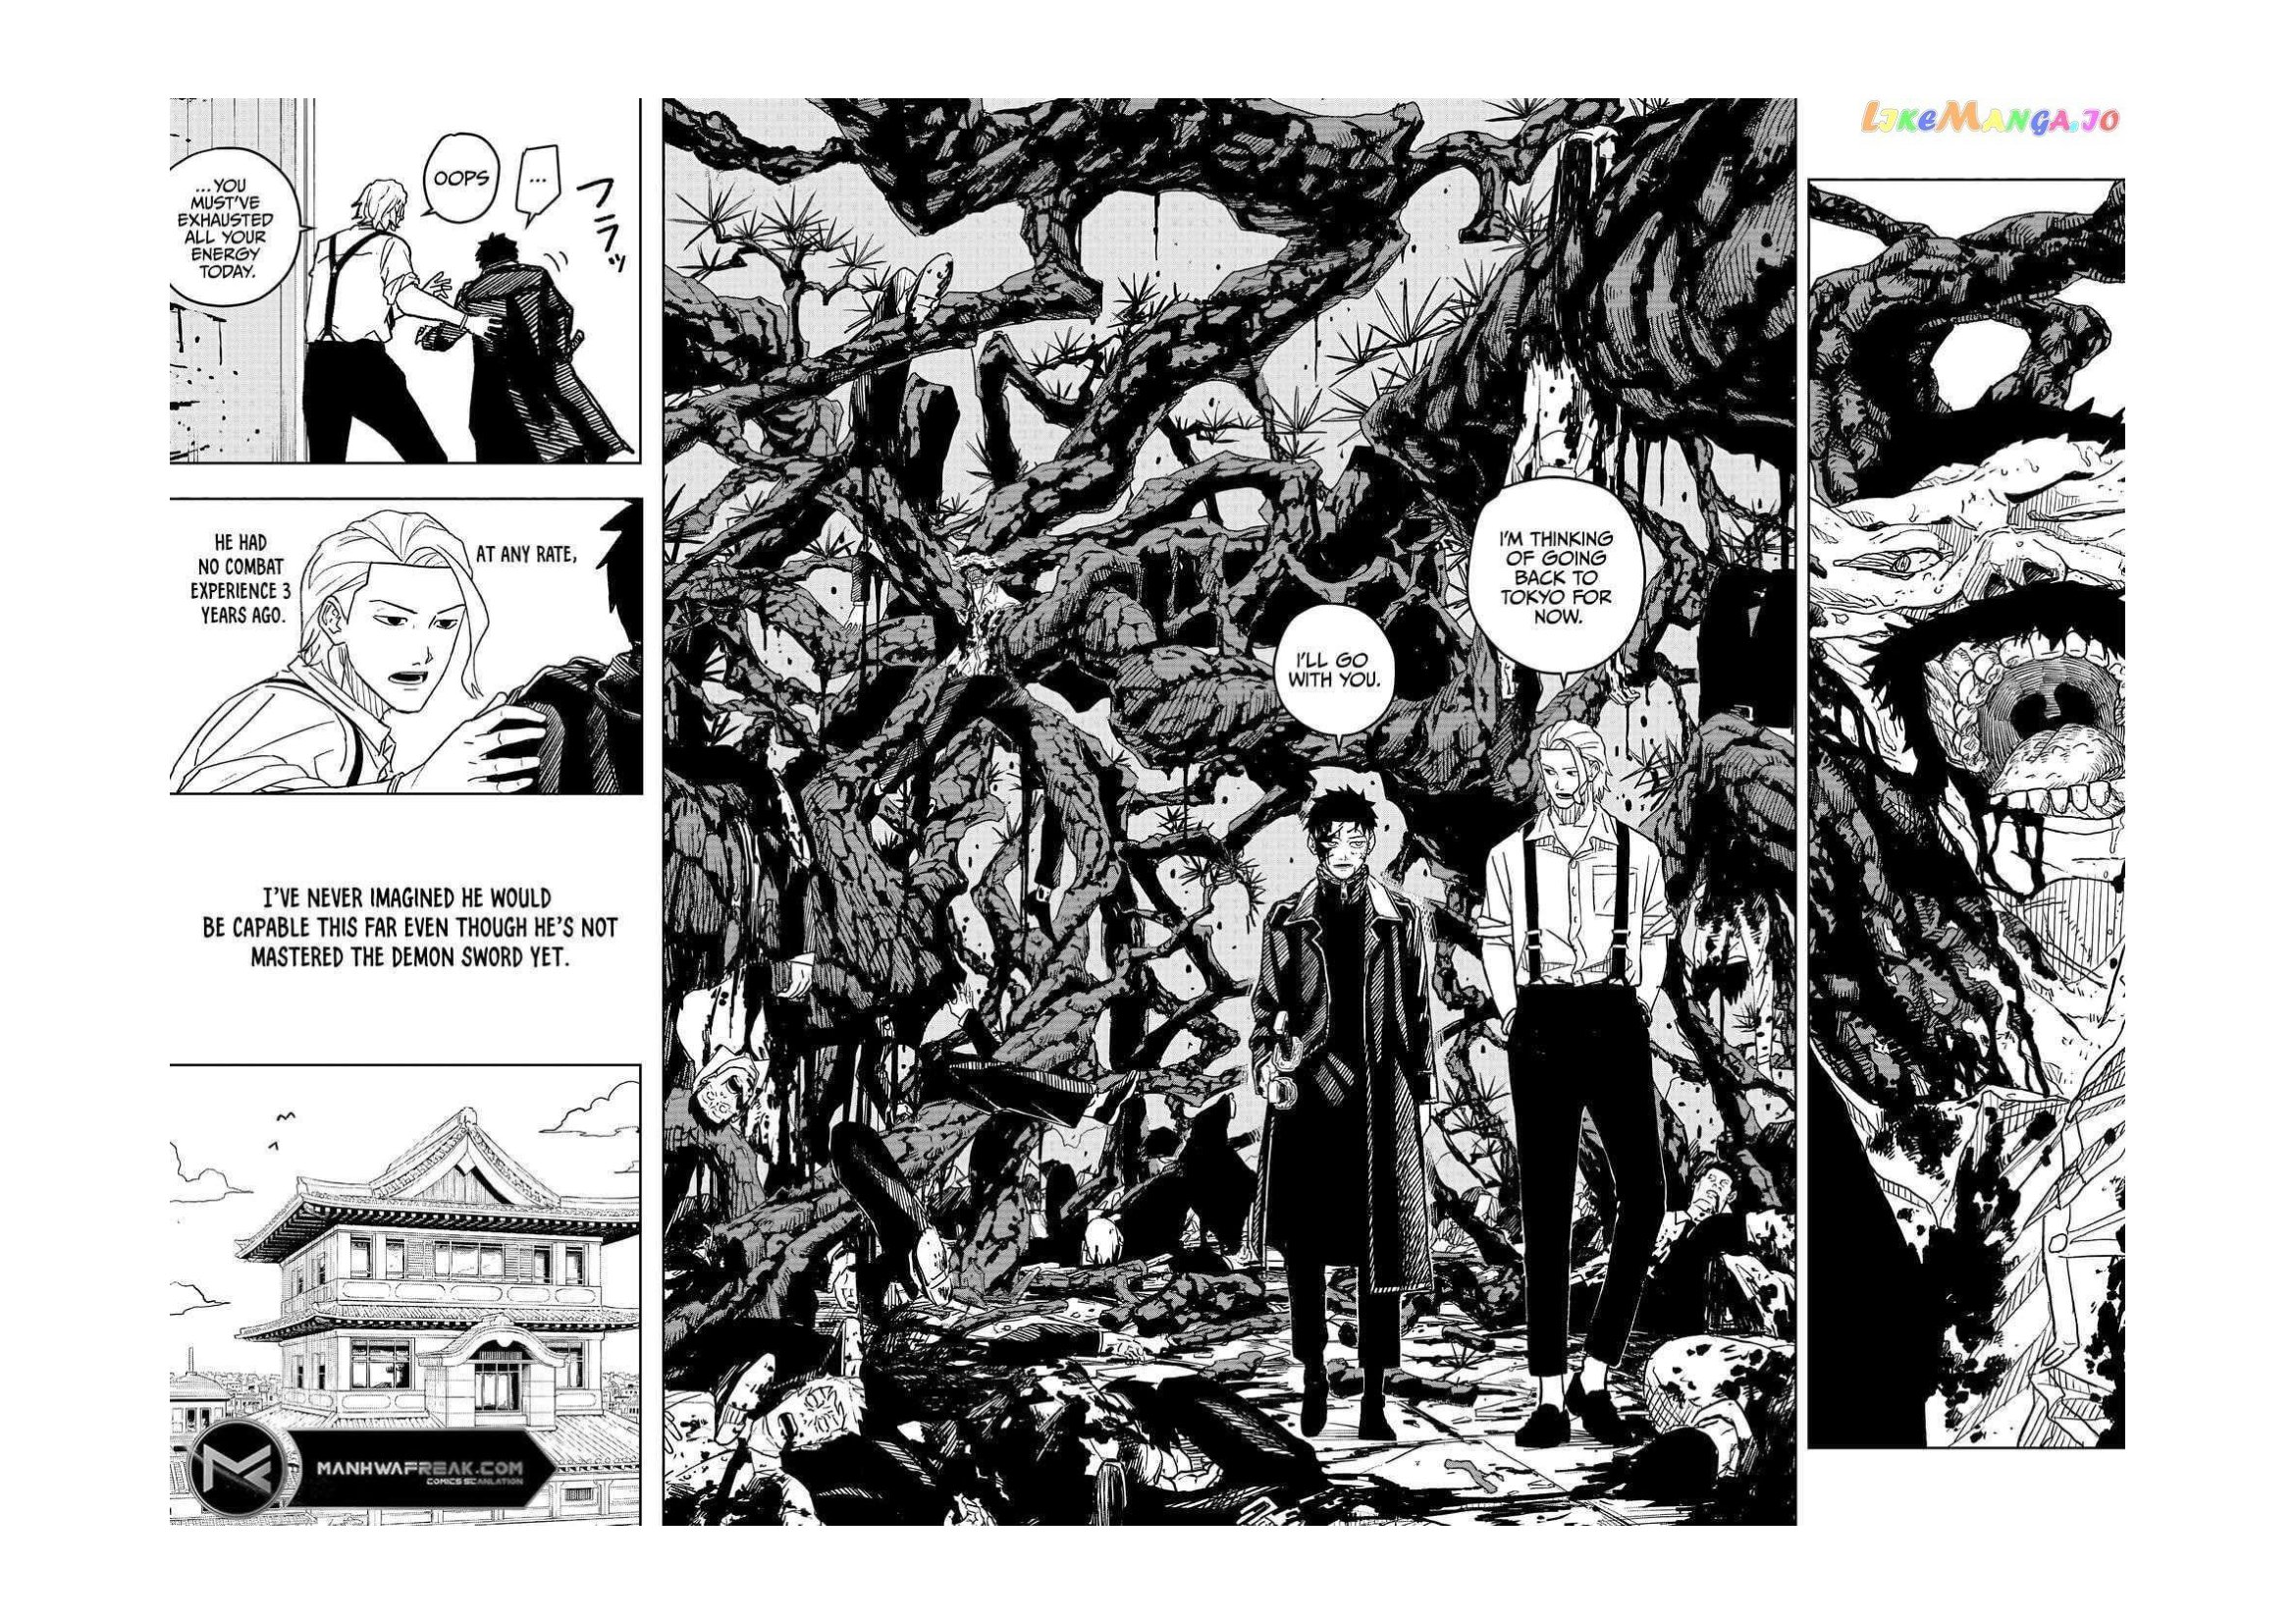 LIKEMANGA.IO
I'M THINKING
OF GOING
BACK TO
TOKYO FOR
NOW.
I'LL GO
WITH YOU.
フラッ
...
OOPS
...YOU
MUST'VE
EXHAUSTED
ALL YOUR
ENERGY
TODAY.
AT ANY RATE,
HE HAD
NO COMBAT
EXPERIENCE 3
YEARS AGO.
I'VE NEVER IMAGINED HE WOULD
BE CAPABLE THIS FAR EVEN THOUGH HE'S NOT
MASTERED THE DEMON SWORD YET.
MANHWAFREAK.COM
COMICS SCANLATION